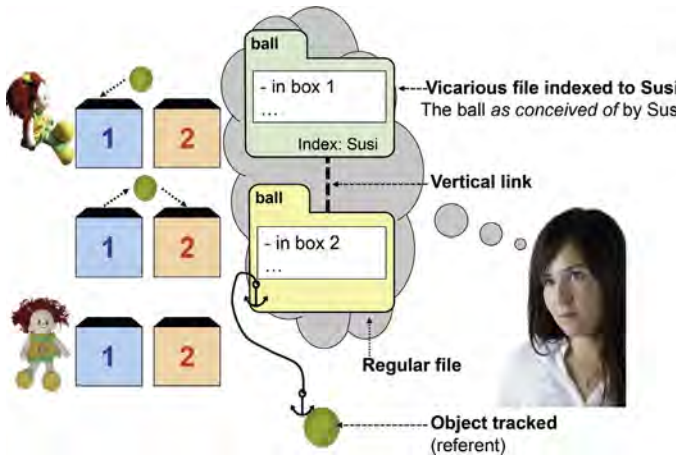 ball
- in box 1
....
Index: Susi
Vicarious file indexed to Susi
The ball as conceived of by Sus
1 2
Vertical link
ball
- in box 2
...
1 2
1 2
Regular file
Object tracked
(referent)